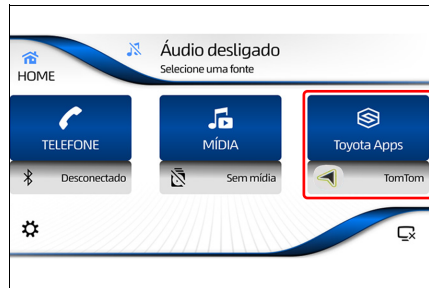 Áudio desligado
HOME
Selecione uma fonte
TELEFONE
MÍDIA
Toyota Apps
Desconectado
Sem mídia
TomTom